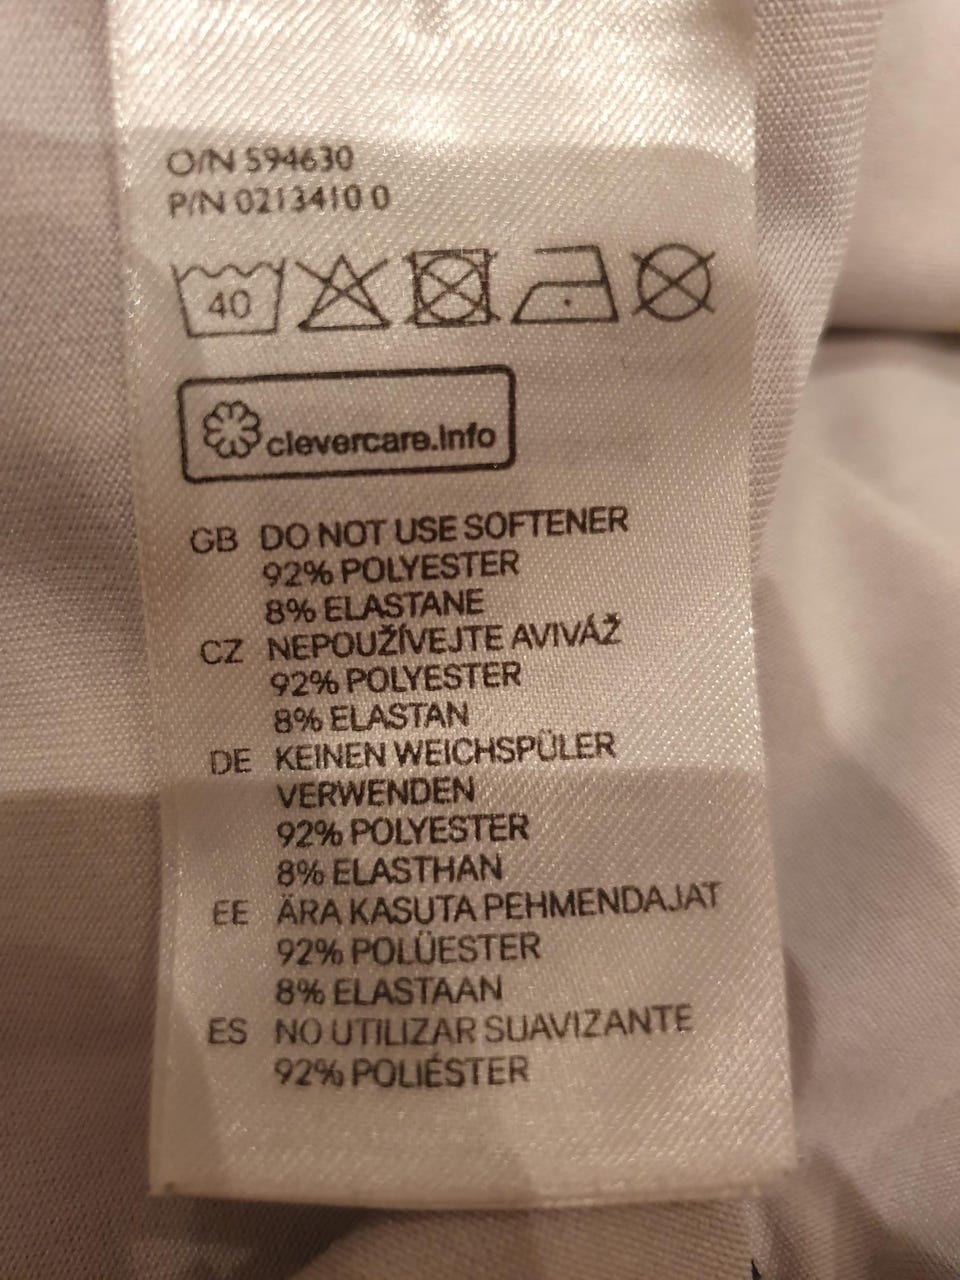 O/N 594630
P/N 0213410 0
40
clevercare.info
GB DO NOT USE SOFTENER
92% POLYESTER
8% ELASTANE
CZ NEPOUŽÍVEJTE AVIVÁŽ
92% POLYESTER
8% ELASTAN
DE KEINEN WEICHSPÜLER
VERWENDEN
92% POLYESTER
8% ELASTHAN
EE ÄRA KASUTA PEHMENDAJAT
92% POLÜESTER
8% ELASTAAN
ES NO UTILIZAR SUAVIZANTE
92% POLIÉSTER